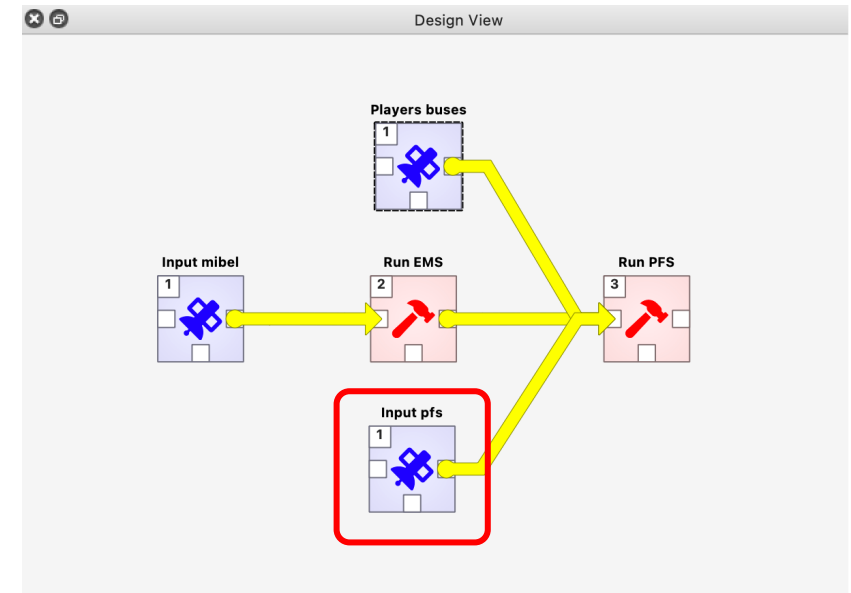 Design View
Players buses
1
Input mibel
1
Run EMS
2
Run PFS
3
Input pfs
1